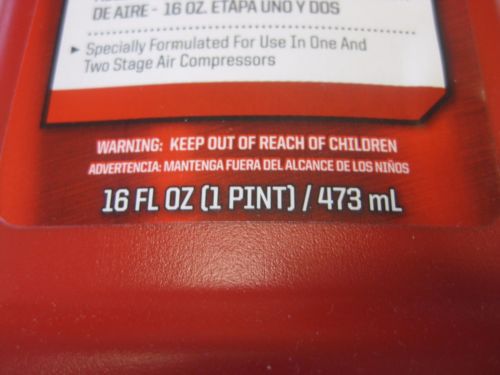 DE AIRE - 16 OZ. ETAPA UNO Y DOS
▸ Specially Formulated For Use In One And
Two Stage Air Compressors
WARNING: KEEP OUT OF REACH OF CHILDREN
ADVERTENCIA: MANTENGA FUERA DEL ALCANCE DE LOS NIÑOS
16 FL OZ (1 PINT) / 473 mL